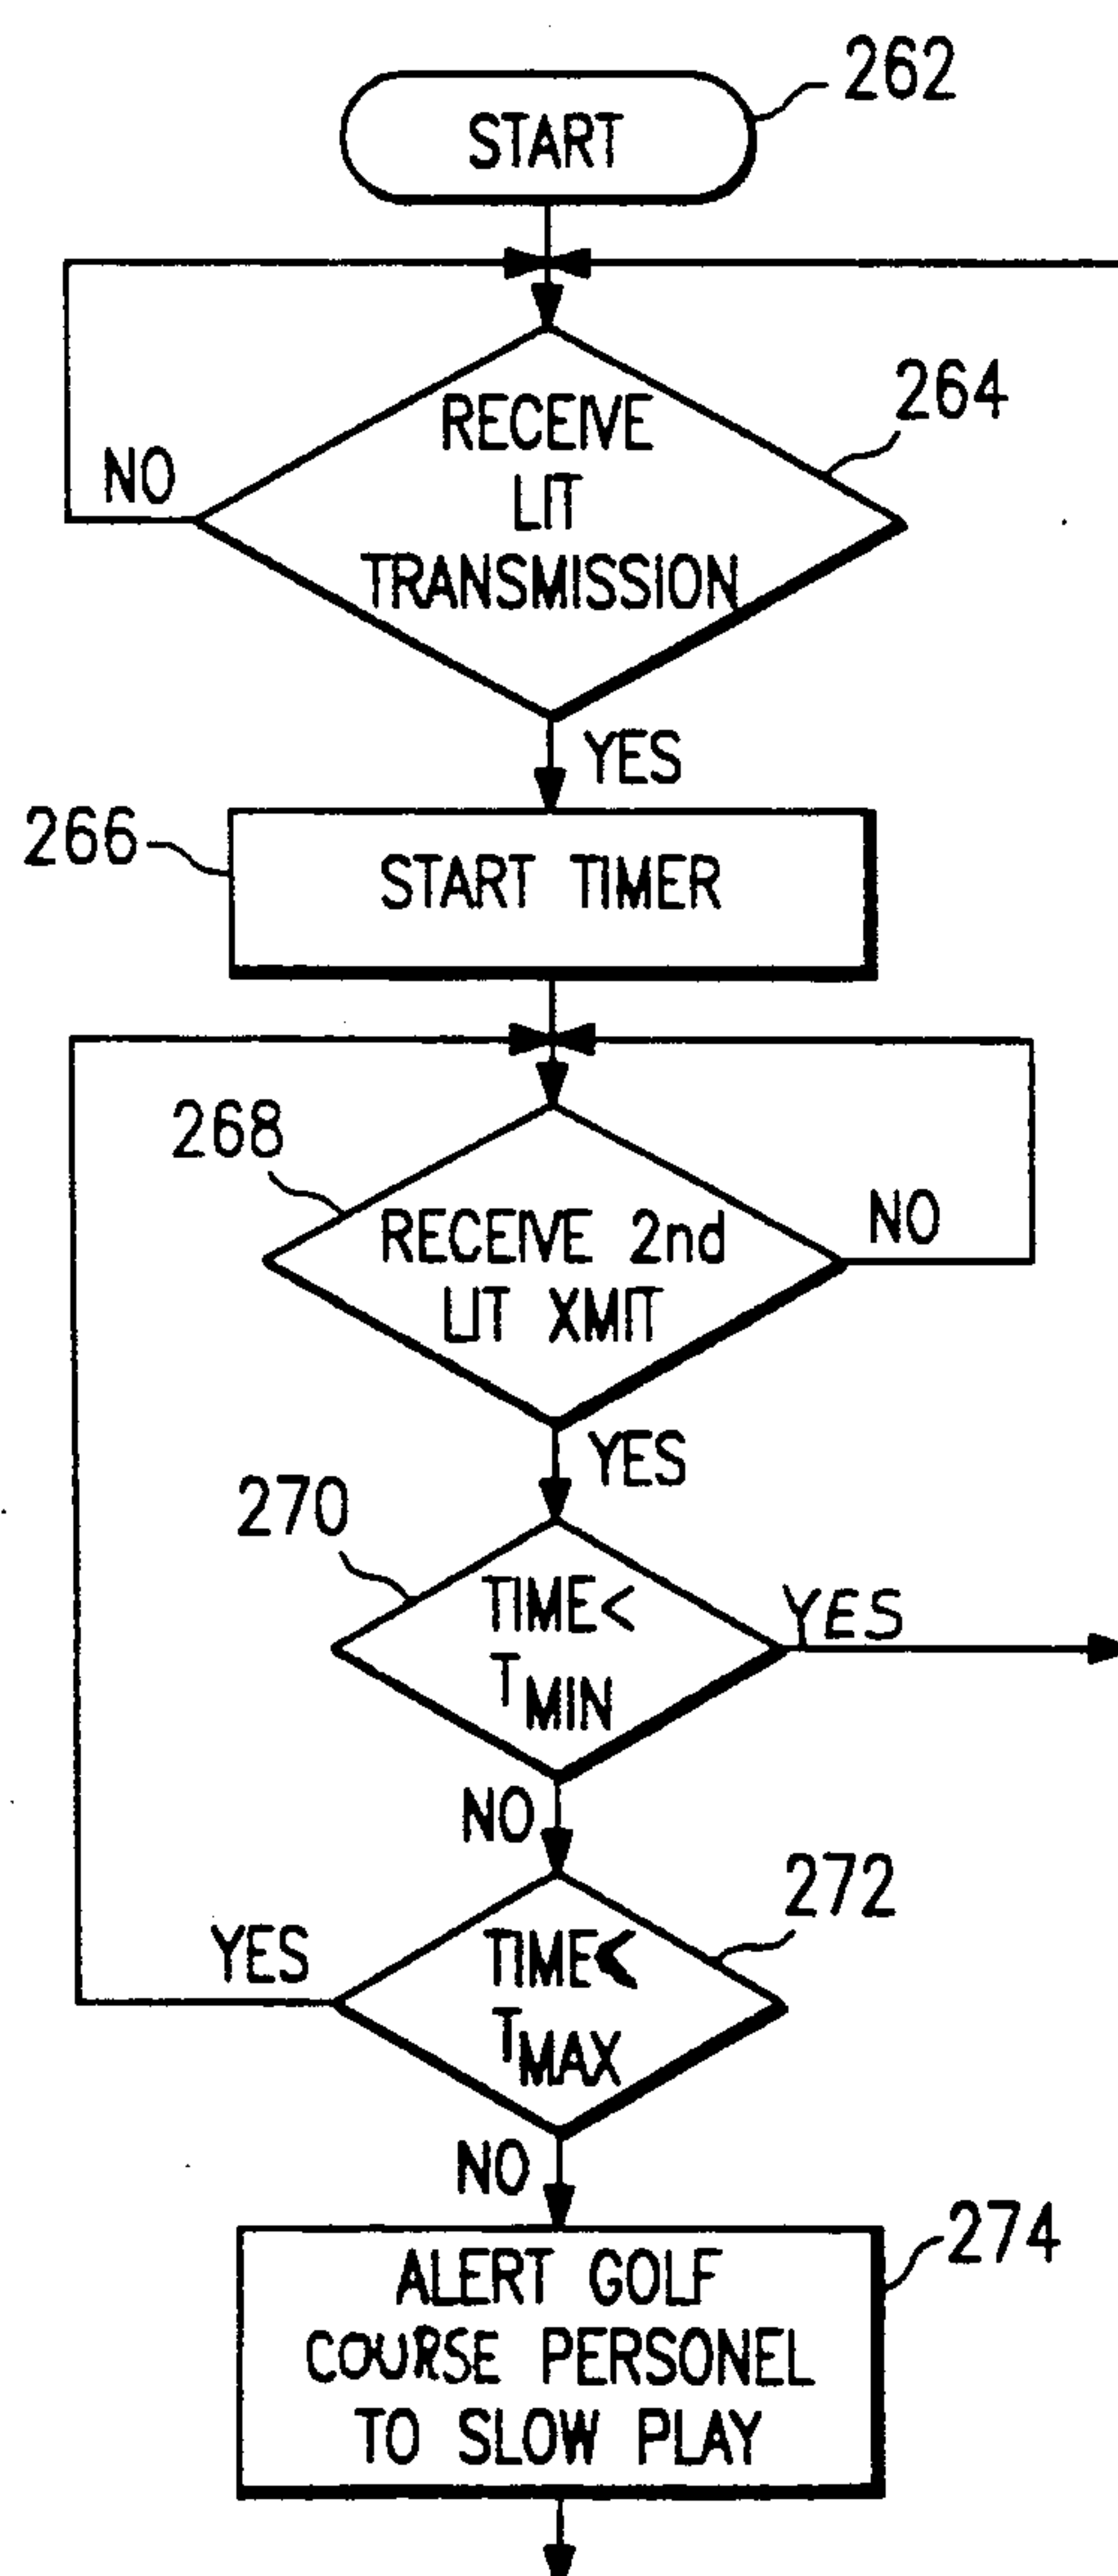 262
START
264
RECEIVE
LIT
TRANSMISSION
NO
YES
266
START TIMER
268
RECEIVE 2nd
LIT XMIT
NO
YES
270
TIME<
TMIN
YES
NO
272
TIME<
TMAX
YES
NO
274
ALERT GOLF
COURSE PERSONEL
TO SLOW PLAY